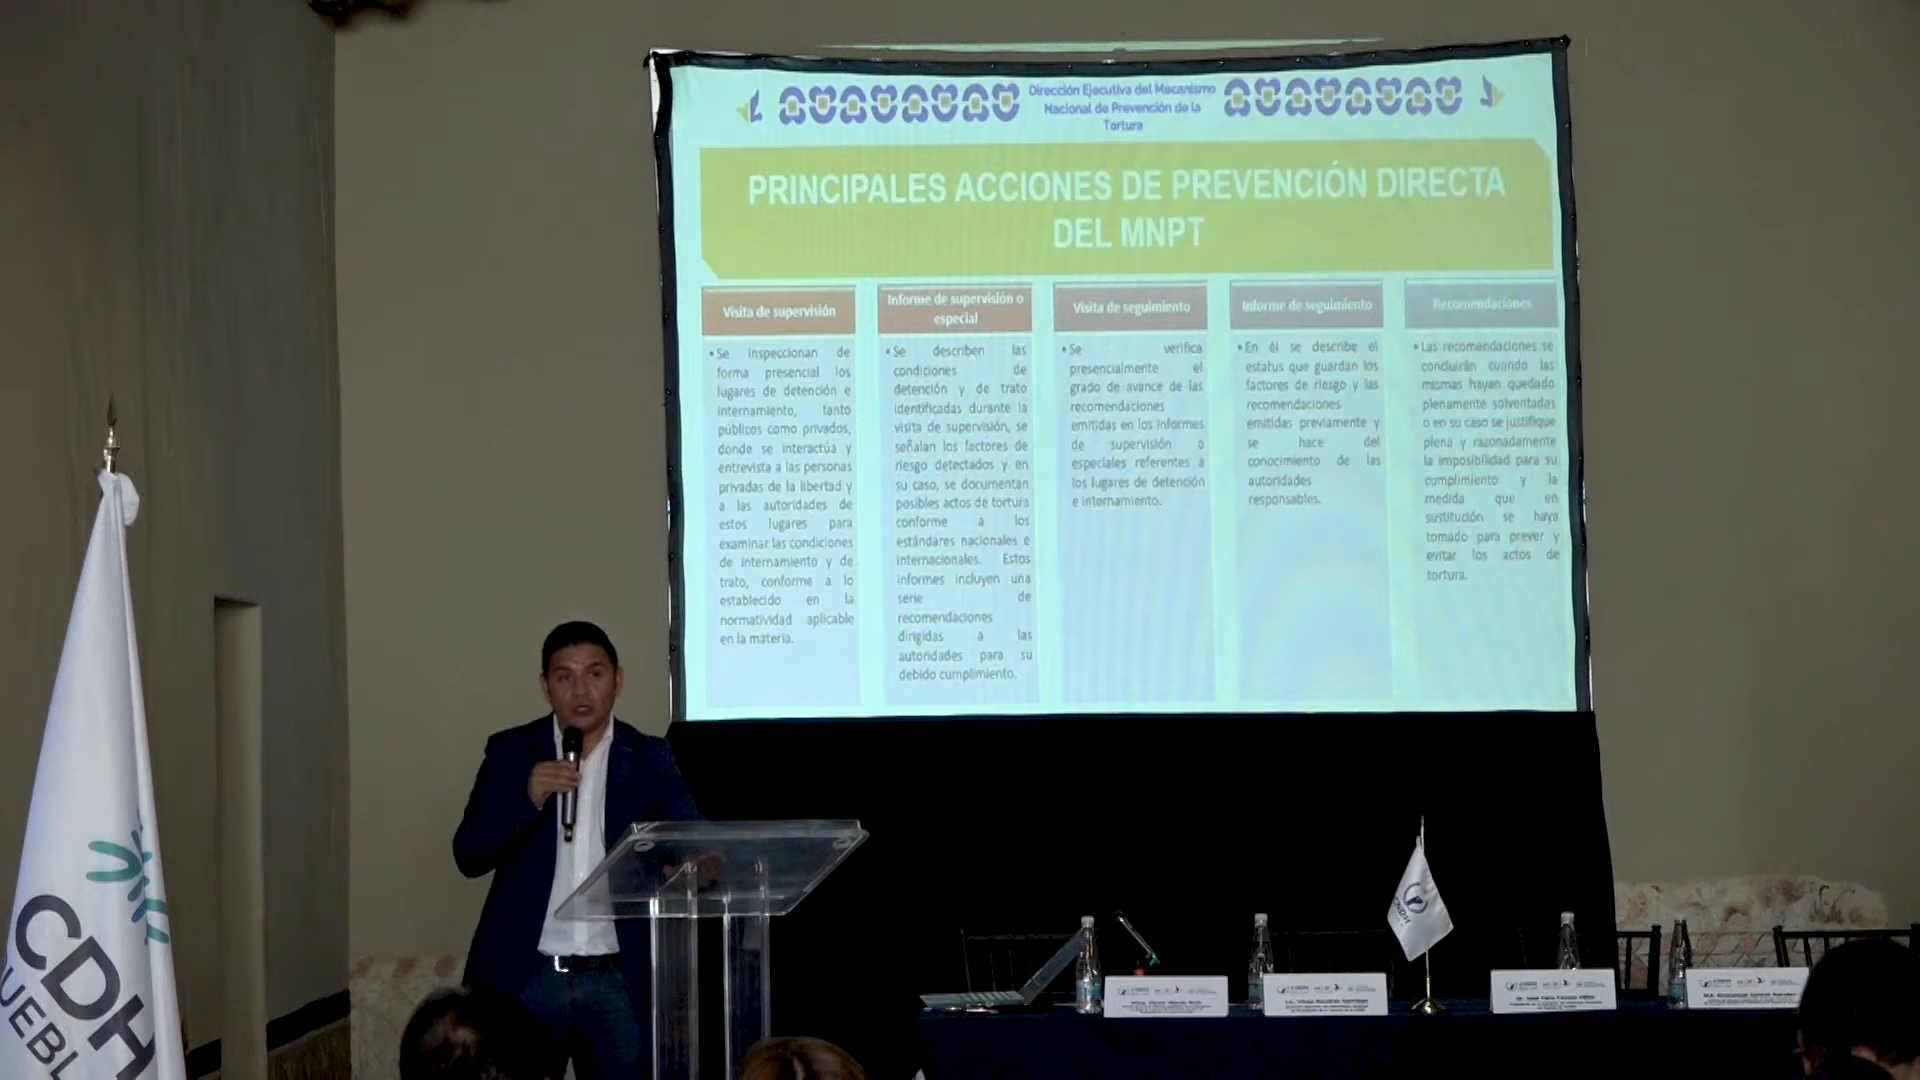 Dirección Ejecutiva del Mecanismo
Nacional de Prevención de la
Tortura
PRINCIPALES ACCIONES DE PREVENCIÓN DIRECTA
DEL MNPT
Visita de supervisión
• Se inspeccionan de
forma presencial los
lugares de detención e
internamiento, tanto
públicos como privados,
donde se interactúa y
entrevista a las personas
privadas de la libertad y
a las autoridades de
estos lugares para
examinar las condiciones
de internamiento y de
trato, conforme a lo
establecido en la
normatividad aplicable
en la materia.
Informe de supervisión o
especial
• Se describen las
condiciones de
detención y de trato
identificadas durante la
visita de supervisión, se
señalan los factores de
riesgo detectados y en
su caso, se documentan
posibles actos de tortura
conforme a los
estándares nacionales e
internacionales. Estos
informes incluyen una
serie de
recomendaciones
dirigidas a las
autoridades para su
debido cumplimiento.
Visita de seguimiento
• Se verifica
presencialmente el
grado de avance de las
recomendaciones
emitidas en los informes
de supervisión o
especiales referentes a
los lugares de detención
e internamiento.
Informe de seguimiento
• En él se describe el
estatus que guardan los
factores de riesgo y las
recomendaciones
emitidas previamente y
se hace del
conocimiento de las
autoridades
responsables.
Recomendaciones
• Las recomendaciones se
concluirán cuando las
mismas hayan quedado
plenamente solventadas
o en su caso se justifique
plena y razonadamente
la imposibilidad para su
cumplimiento y la
medida que en
sustitución se haya
tomado para prever y
evitar los actos de
tortura.
CDH
PUEBL
CNDH